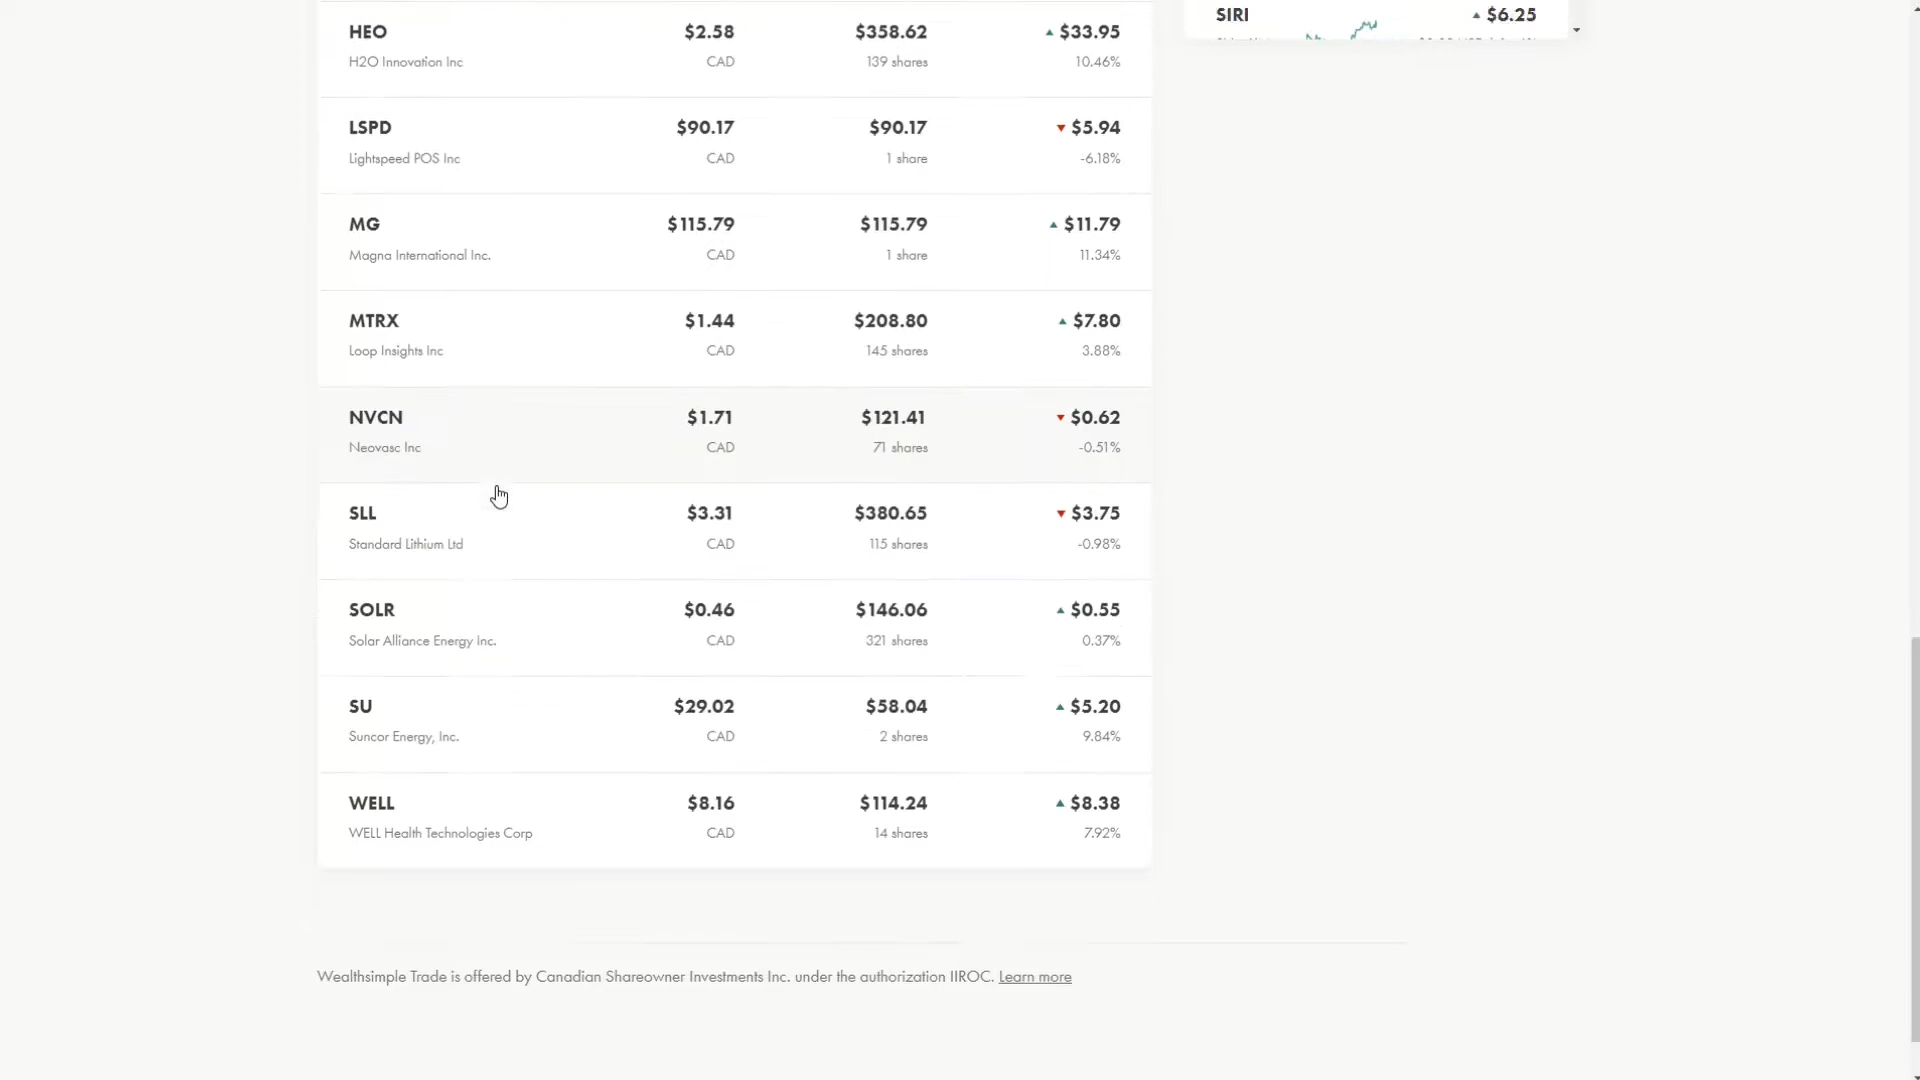 HEO $2.58 $358.62 ▲ $33.95
H2O Innovation Inc CAD 139 shares 10.46%
LSPD $90.17 $90.17 ▼ $5.94
Lightspeed POS Inc CAD 1 share -6.18%
MG $115.79 $115.79 ▲ $11.79
Magna International Inc. CAD 1 share 11.34%
MTRX $1.44 $208.80 ▲ $7.80
Loop Insights Inc CAD 145 shares 3.88%
NVCN $1.71 $121.41 ▼ $0.62
Neovasc Inc CAD 71 shares -0.51%
SLL $3.31 $380.65 ▼ $3.75
Standard Lithium Ltd CAD 115 shares -0.98%
SOLR $0.46 $146.06 ▲ $0.55
Solar Alliance Energy Inc. CAD 321 shares 0.37%
SU $29.02 $58.04 ▲ $5.20
Suncor Energy, Inc. CAD 2 shares 9.84%
WELL $8.16 $114.24 ▲ $8.38
WELL Health Technologies Corp CAD 14 shares 7.92%
SIRI ▲ $6.25
Wealthsimple Trade is offered by Canadian Shareowner Investments Inc. under the authorization IIROC. Learn more